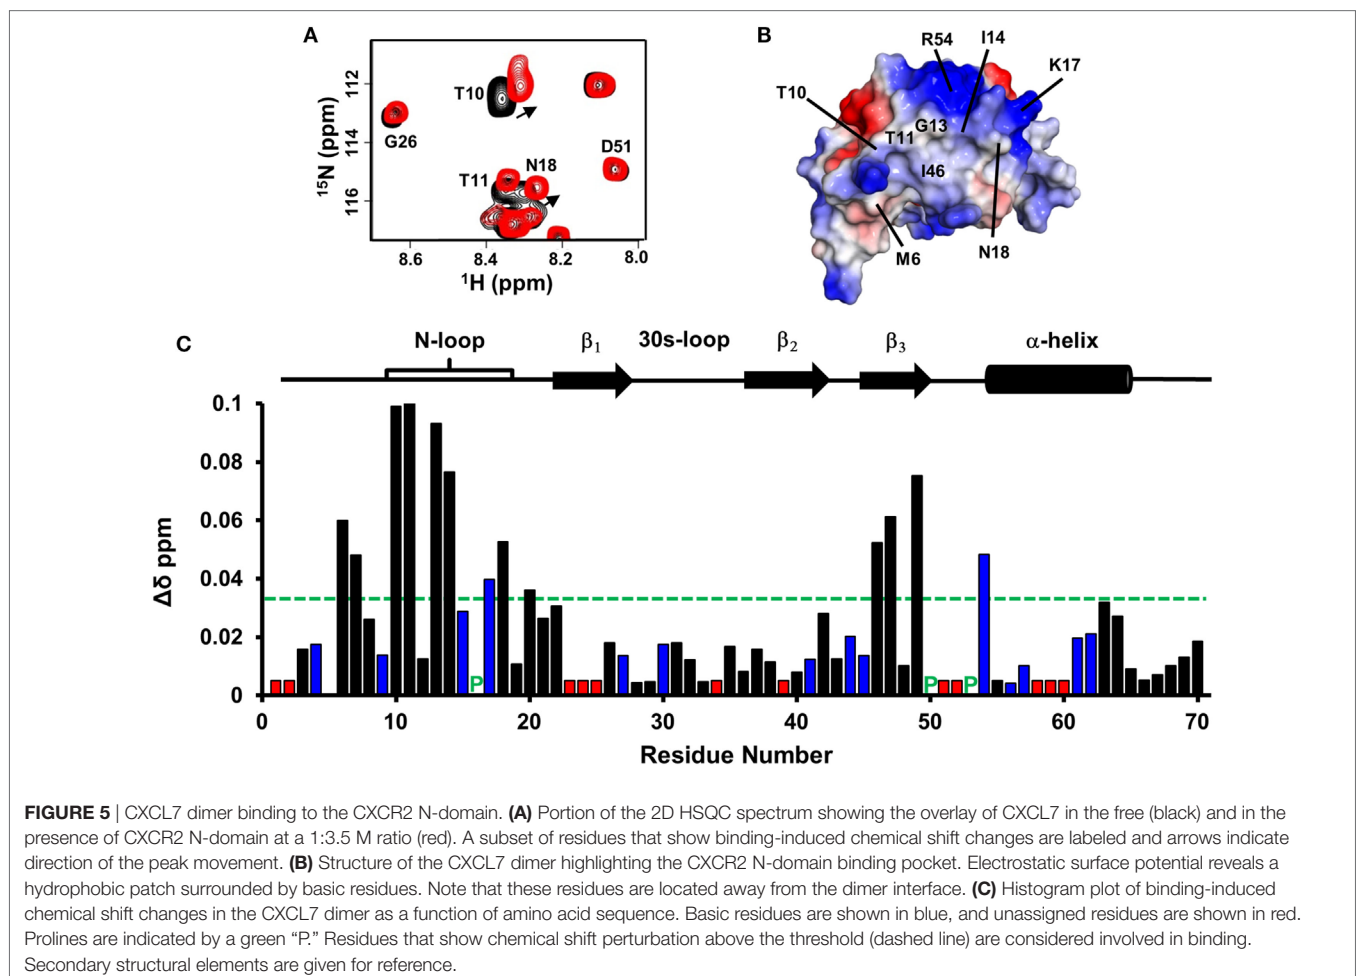 A
T10
G26
T11
N18
D51
112
114
116
15N (ppm)
8.6
8.4
8.2
8.0
1H (ppm)
B
R54
I14
K17
T10
G13
T11
I46
M6
N18
C
N-loop
β1
30s-loop
β2
β3
α-helix
0.1
0.08
0.06
0.04
0.02
0
Δδ ppm
P
P
P
0
10
20
30
40
50
60
70
Residue Number
FIGURE 5 | CXCL7 dimer binding to the CXCR2 N-domain. (A) Portion of the 2D HSQC spectrum showing the overlay of CXCL7 in the free (black) and in the
presence of CXCR2 N-domain at a 1:3.5 M ratio (red). A subset of residues that show binding-induced chemical shift changes are labeled and arrows indicate
direction of the peak movement. (B) Structure of the CXCL7 dimer highlighting the CXCR2 N-domain binding pocket. Electrostatic surface potential reveals a
hydrophobic patch surrounded by basic residues. Note that these residues are located away from the dimer interface. (C) Histogram plot of binding-induced
chemical shift changes in the CXCL7 dimer as a function of amino acid sequence. Basic residues are shown in blue, and unassigned residues are shown in red.
Prolines are indicated by a green “P.” Residues that show chemical shift perturbation above the threshold (dashed line) are considered involved in binding.
Secondary structural elements are given for reference.